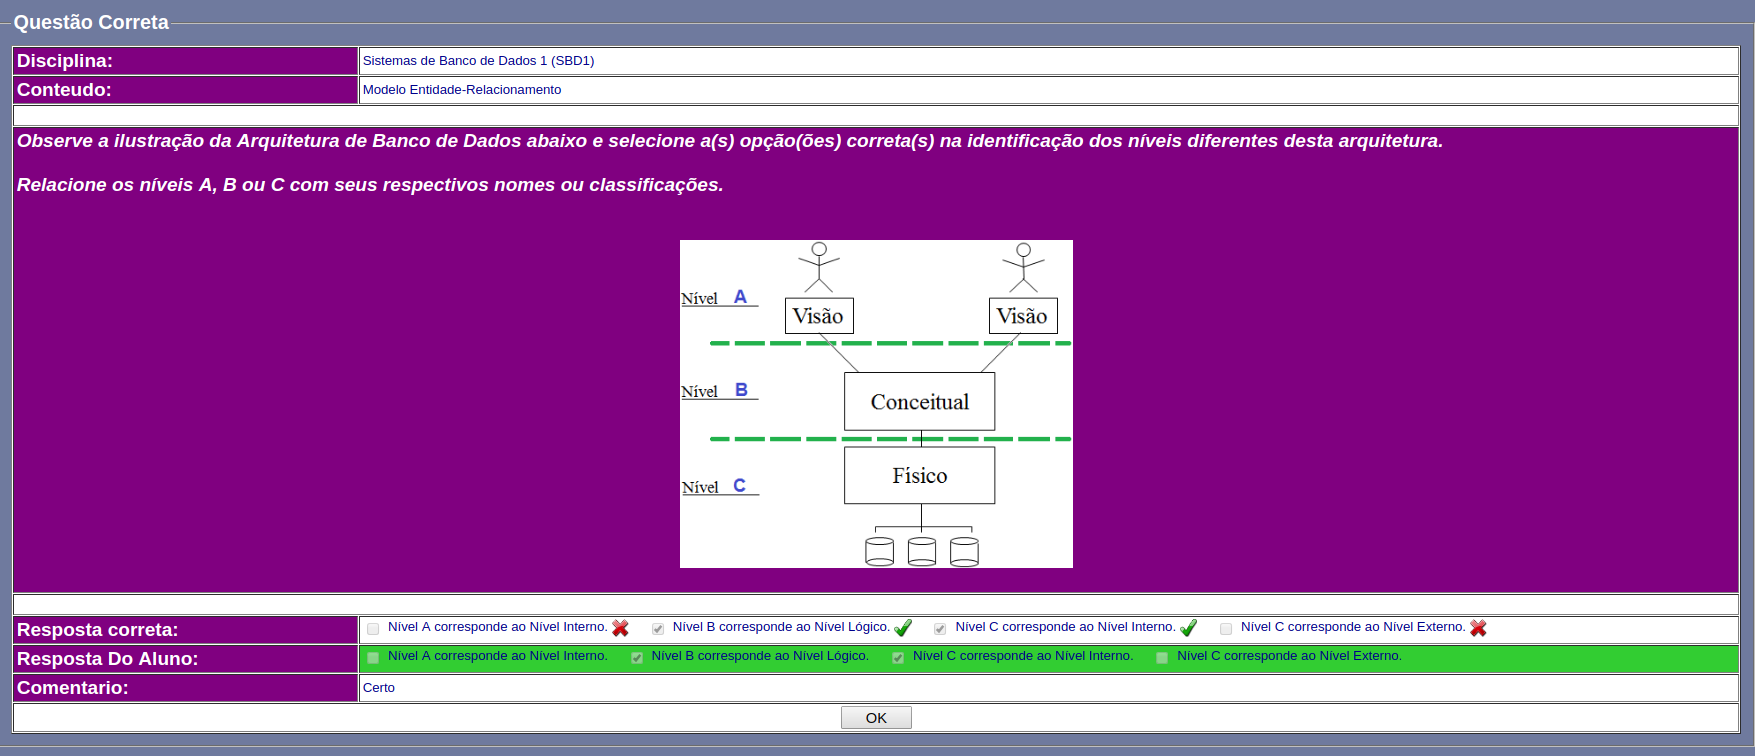 Questão Correta
Disciplina: Sistemas de Banco de Dados 1 (SBD1)
Conteudo: Modelo Entidade-Relacionamento
Observe a ilustração da Arquitetura de Banco de Dados abaixo e selecione a(s) opção(ões) correta(s) na identificação dos níveis diferentes desta arquitetura.
Relacione os níveis A, B ou C com seus respectivos nomes ou classificações.
Nível A
Visão Visão
Nível B
Conceitual
Físico
Nível C
Resposta correta: Nível A corresponde ao Nível Interno. Nível B corresponde ao Nível Lógico. Nível C corresponde ao Nível Interno. Nível C corresponde ao Nível Externo.
Resposta Do Aluno: Nível A corresponde ao Nível Interno. Nível B corresponde ao Nível Lógico. Nível C corresponde ao Nível Interno. Nível C corresponde ao Nível Externo.
Comentario: Certo
OK